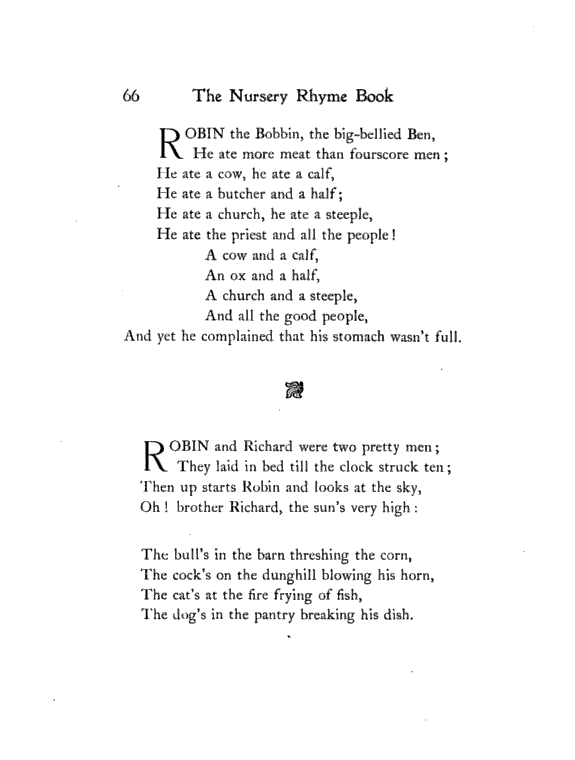 66 The Nursery Rhyme Book
ROBIN the Bobbin, the big-bellied Ben,
He ate more meat than fourscore men ;
He ate a cow, he ate a calf,
He ate a butcher and a half ;
He ate a church, he ate a steeple,
He ate the priest and all the people !
A cow and a calf,
An ox and a half,
A church and a steeple,
And all the good people,
And yet he complained that his stomach wasn't full.
ROBIN and Richard were two pretty men ;
They laid in bed till the clock struck ten ;
Then up starts Robin and looks at the sky,
Oh ! brother Richard, the sun's very high :
The bull's in the barn threshing the corn,
The cock's on the dunghill blowing his horn,
The cat's at the fire frying of fish,
The dog's in the pantry breaking his dish.